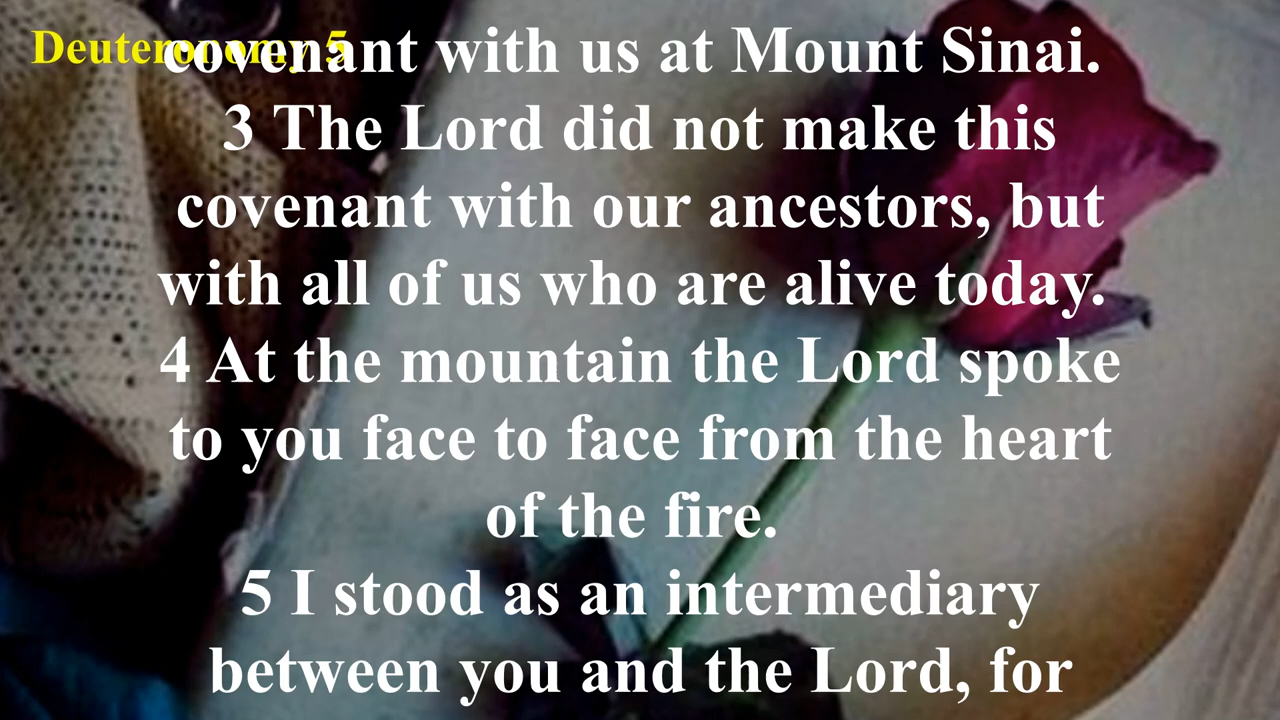 Deuteronomy 5
covenant with us at Mount Sinai.
3 The Lord did not make this
covenant with our ancestors, but
with all of us who are alive today.
4 At the mountain the Lord spoke
to you face to face from the heart
of the fire.
5 I stood as an intermediary
between you and the Lord, for